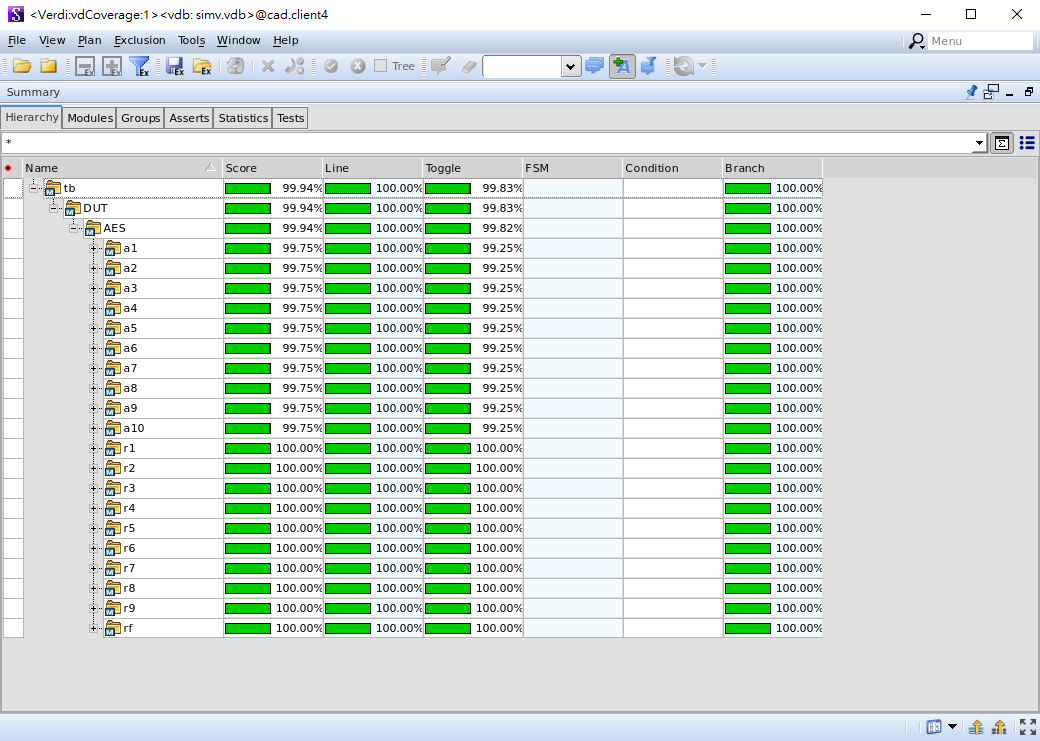 <Verdi:vdCoverage:1><vdb: simv.vdb>@cad.client4
File View Plan Exclusion Tools Window Help
Menu
Ex Ex Ex Ex Ex Tree A
Summary
Hierarchy Modules Groups Asserts Statistics Tests
*
Name Score Line Toggle FSM Condition Branch
tb 99.94% 100.00% 99.83% 100.00%
DUT 99.94% 100.00% 99.83% 100.00%
AES 99.94% 100.00% 99.82% 100.00%
a1 99.75% 100.00% 99.25% 100.00%
a2 99.75% 100.00% 99.25% 100.00%
a3 99.75% 100.00% 99.25% 100.00%
a4 99.75% 100.00% 99.25% 100.00%
a5 99.75% 100.00% 99.25% 100.00%
a6 99.75% 100.00% 99.25% 100.00%
a7 99.75% 100.00% 99.25% 100.00%
a8 99.75% 100.00% 99.25% 100.00%
a9 99.75% 100.00% 99.25% 100.00%
a10 99.75% 100.00% 99.25% 100.00%
r1 100.00% 100.00% 100.00% 100.00%
r2 100.00% 100.00% 100.00% 100.00%
r3 100.00% 100.00% 100.00% 100.00%
r4 100.00% 100.00% 100.00% 100.00%
r5 100.00% 100.00% 100.00% 100.00%
r6 100.00% 100.00% 100.00% 100.00%
r7 100.00% 100.00% 100.00% 100.00%
r8 100.00% 100.00% 100.00% 100.00%
r9 100.00% 100.00% 100.00% 100.00%
rf 100.00% 100.00% 100.00% 100.00%